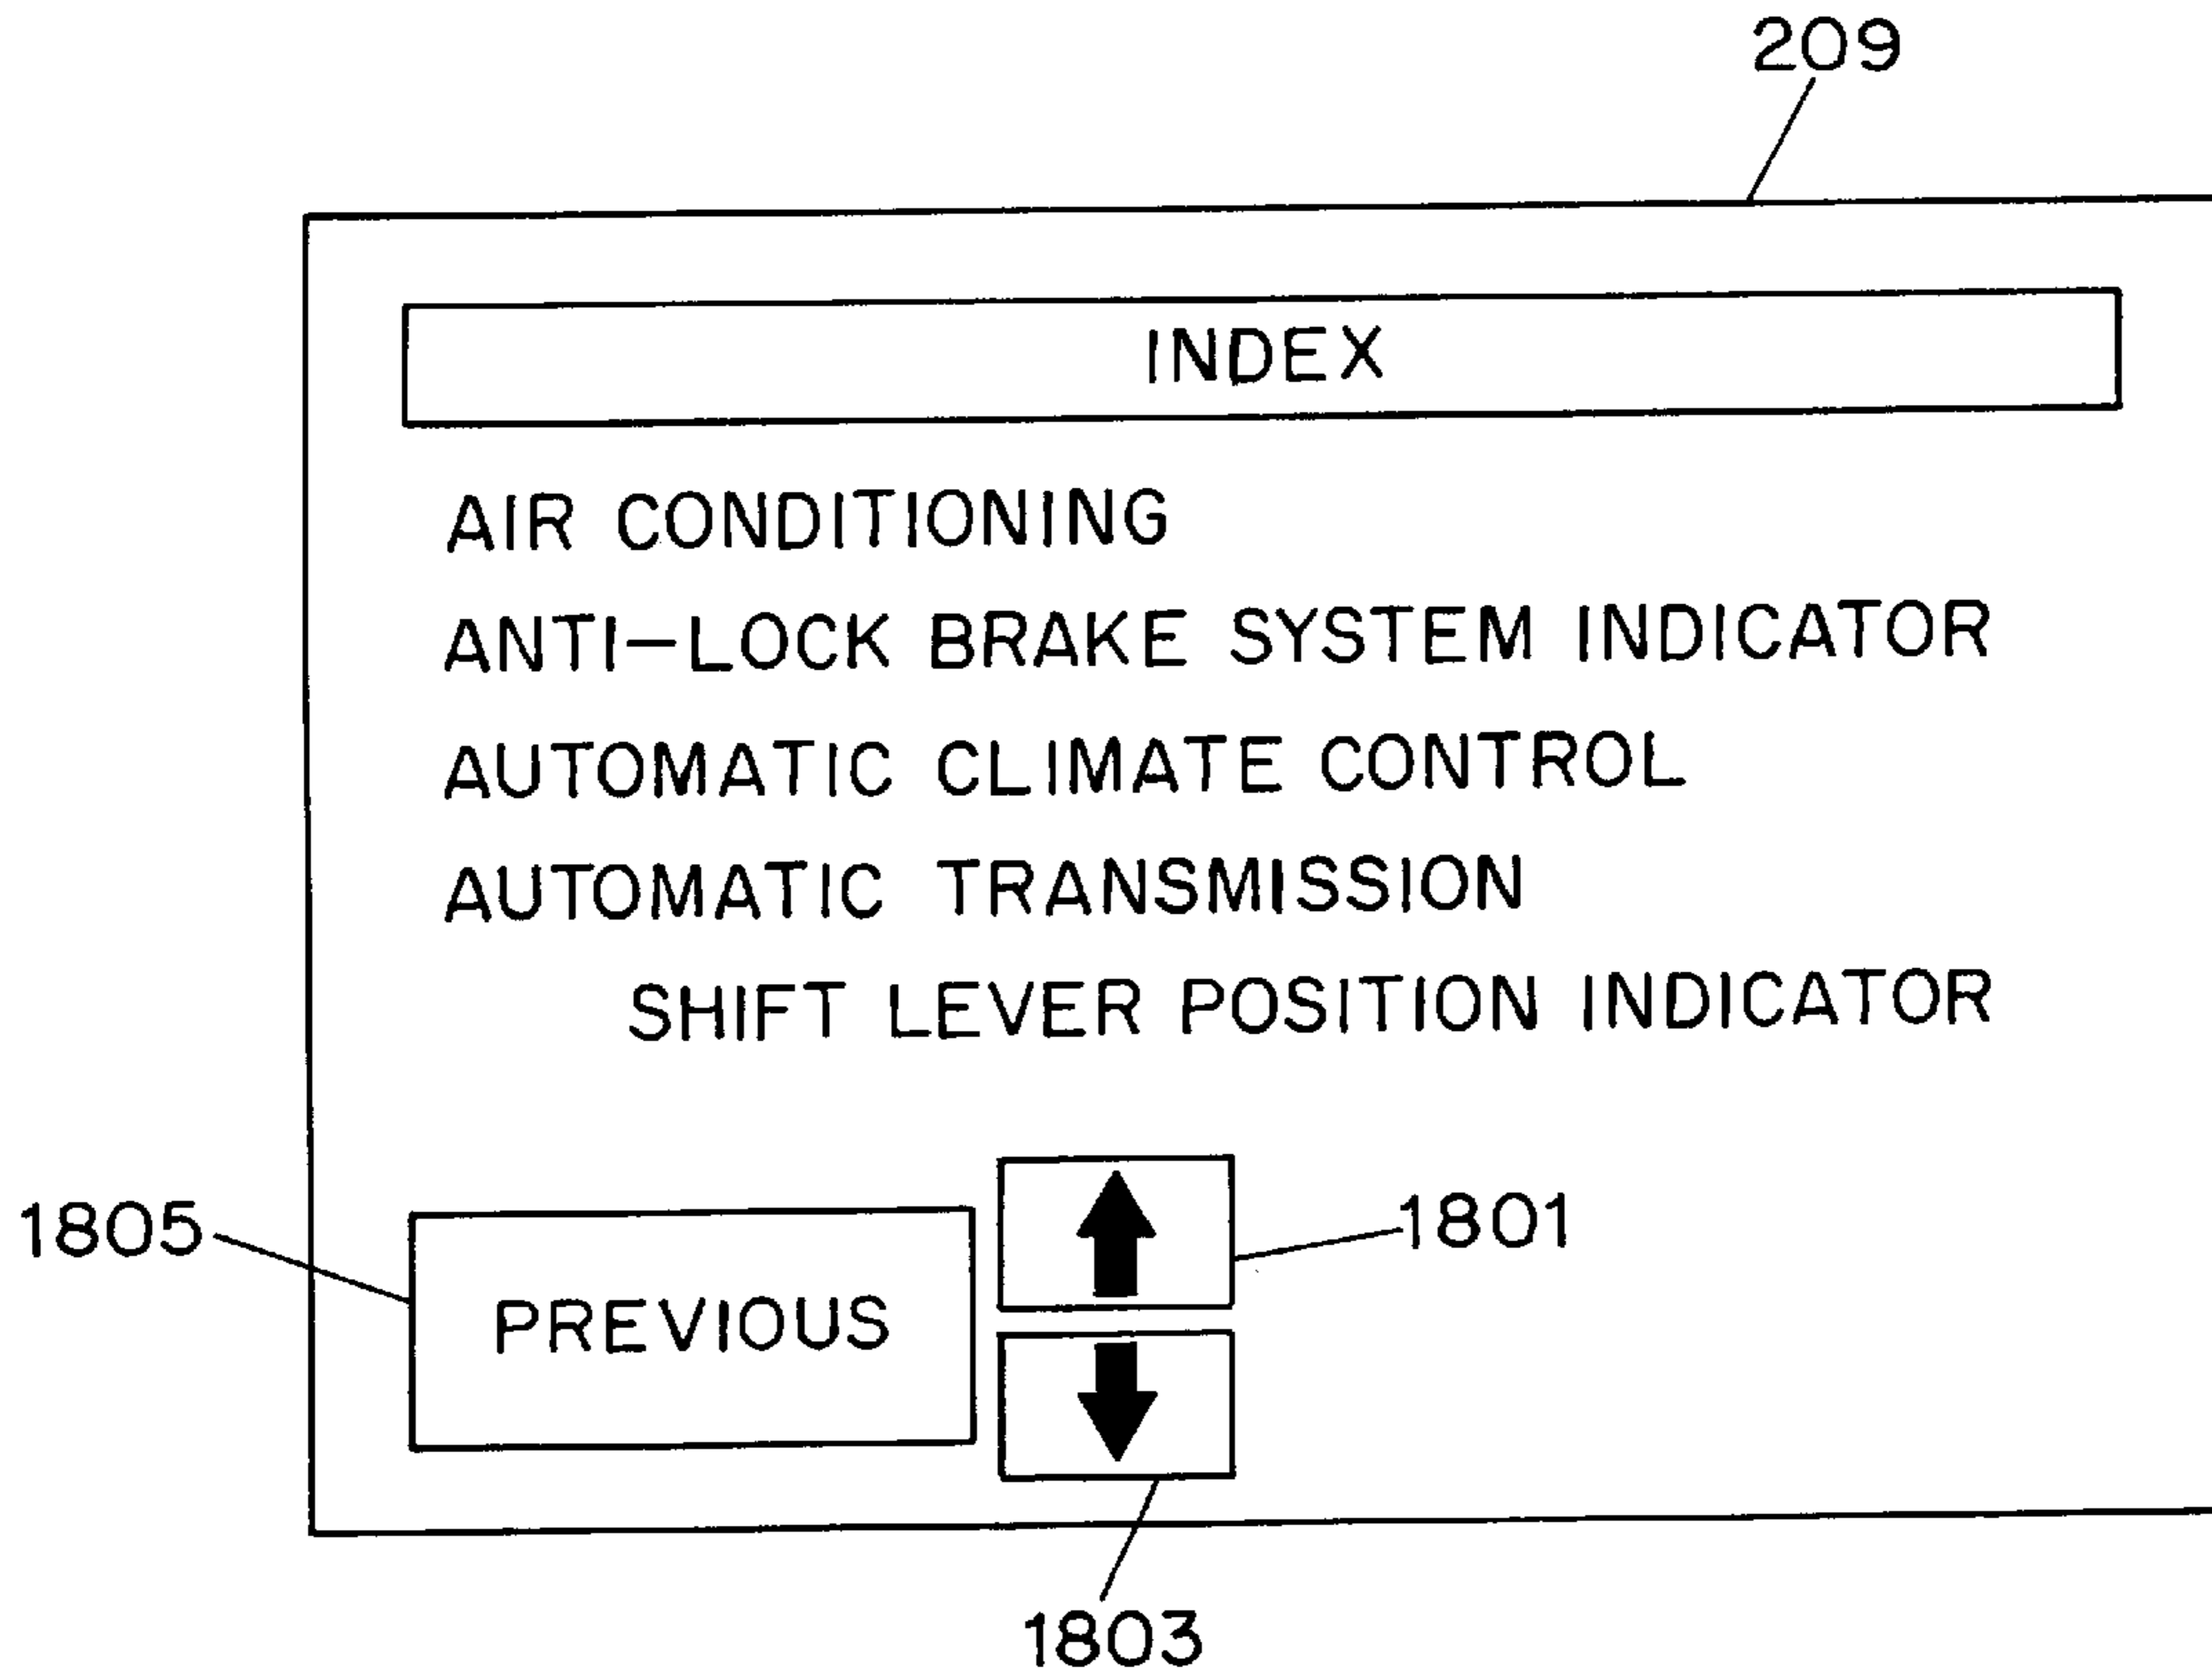 209
INDEX
AIR CONDITIONING
ANTI-LOCK BRAKE SYSTEM INDICATOR
AUTOMATIC CLIMATE CONTROL
AUTOMATIC TRANSMISSION
SHIFT LEVER POSITION INDICATOR
1805
PREVIOUS
1801
1803